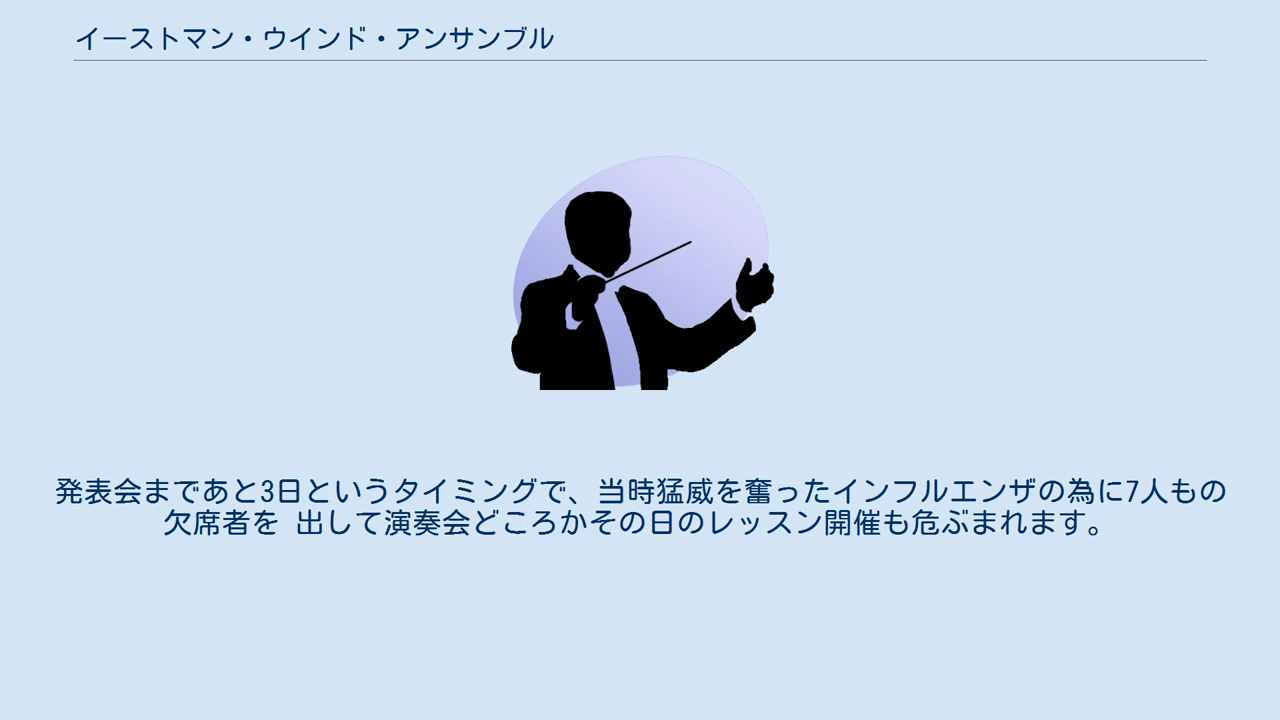 イーストマン・ウインド・アンサンブル
発表会まであと3日というタイミングで、当時猛威を奮ったインフルエンザの為に7人もの
欠席者を 出して演奏会どころかその日のレッスン開催も危ぶまれます。